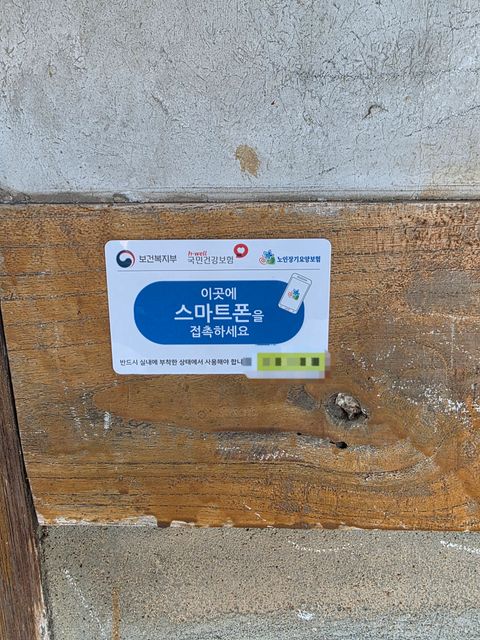 보건복지부 h-well 국민건강보험 노인장기요양보험
이곳에
스마트폰을
접촉하세요
반드시 실내에 부착한 상태에서 사용해야 합니